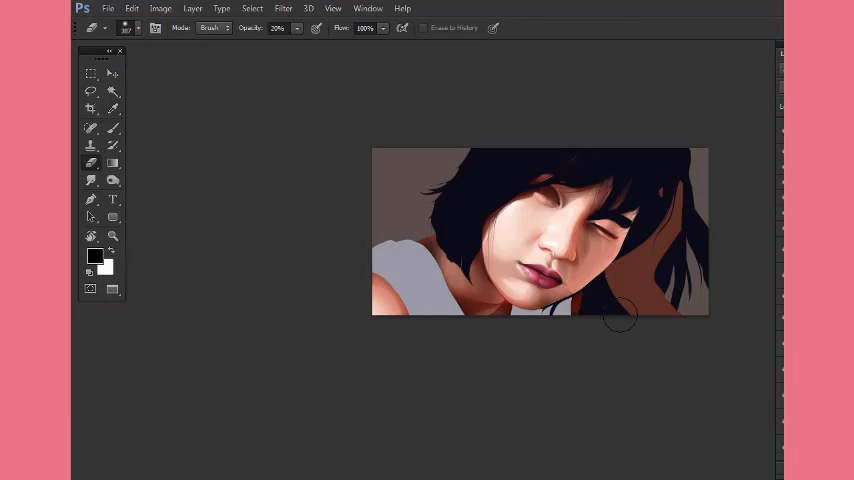 Ps File Edit Image Layer Type Select Filter 3D View Window Help
387 Mode: Brush Opacity: 20% Flow: 100% Erase to History
T